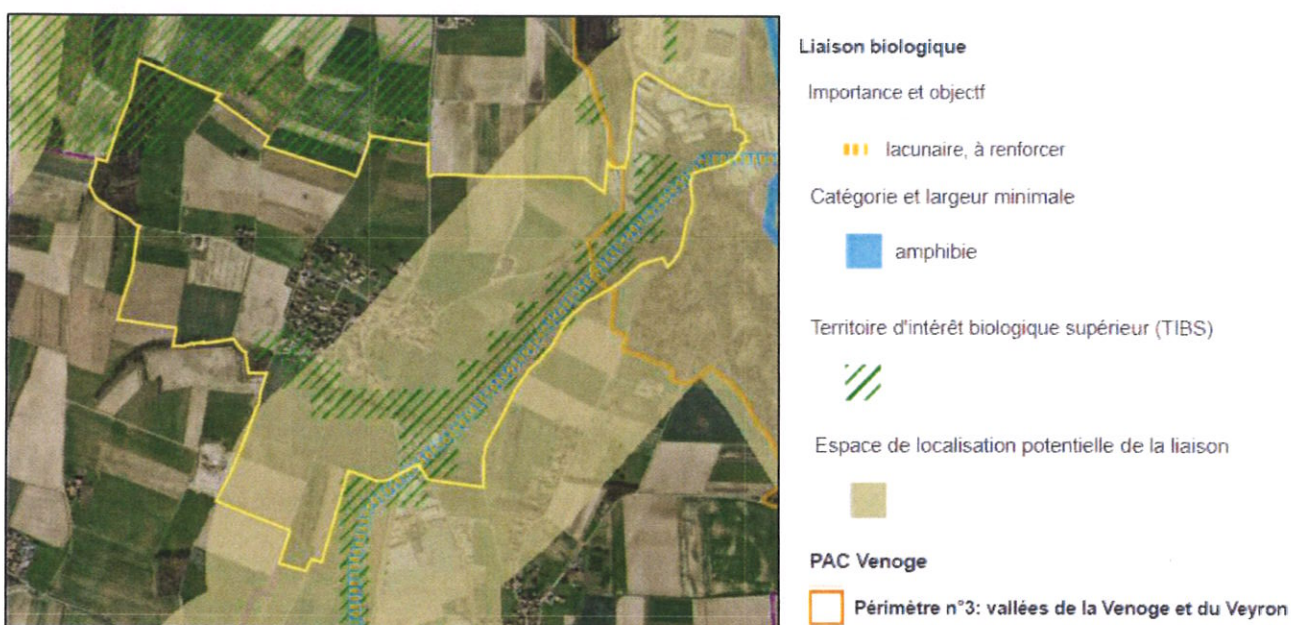 Liaison biologique
Importance et objectf
lacunaire, à renforcer
Catégorie et largeur minimale
amphibie
Territoire d'intérêt biologique supérieur (TIBS)
Espace de localisation potentielle de la liaison
PAC Venoge
Périmètre n°3: vallées de la Venoge et du Veyron